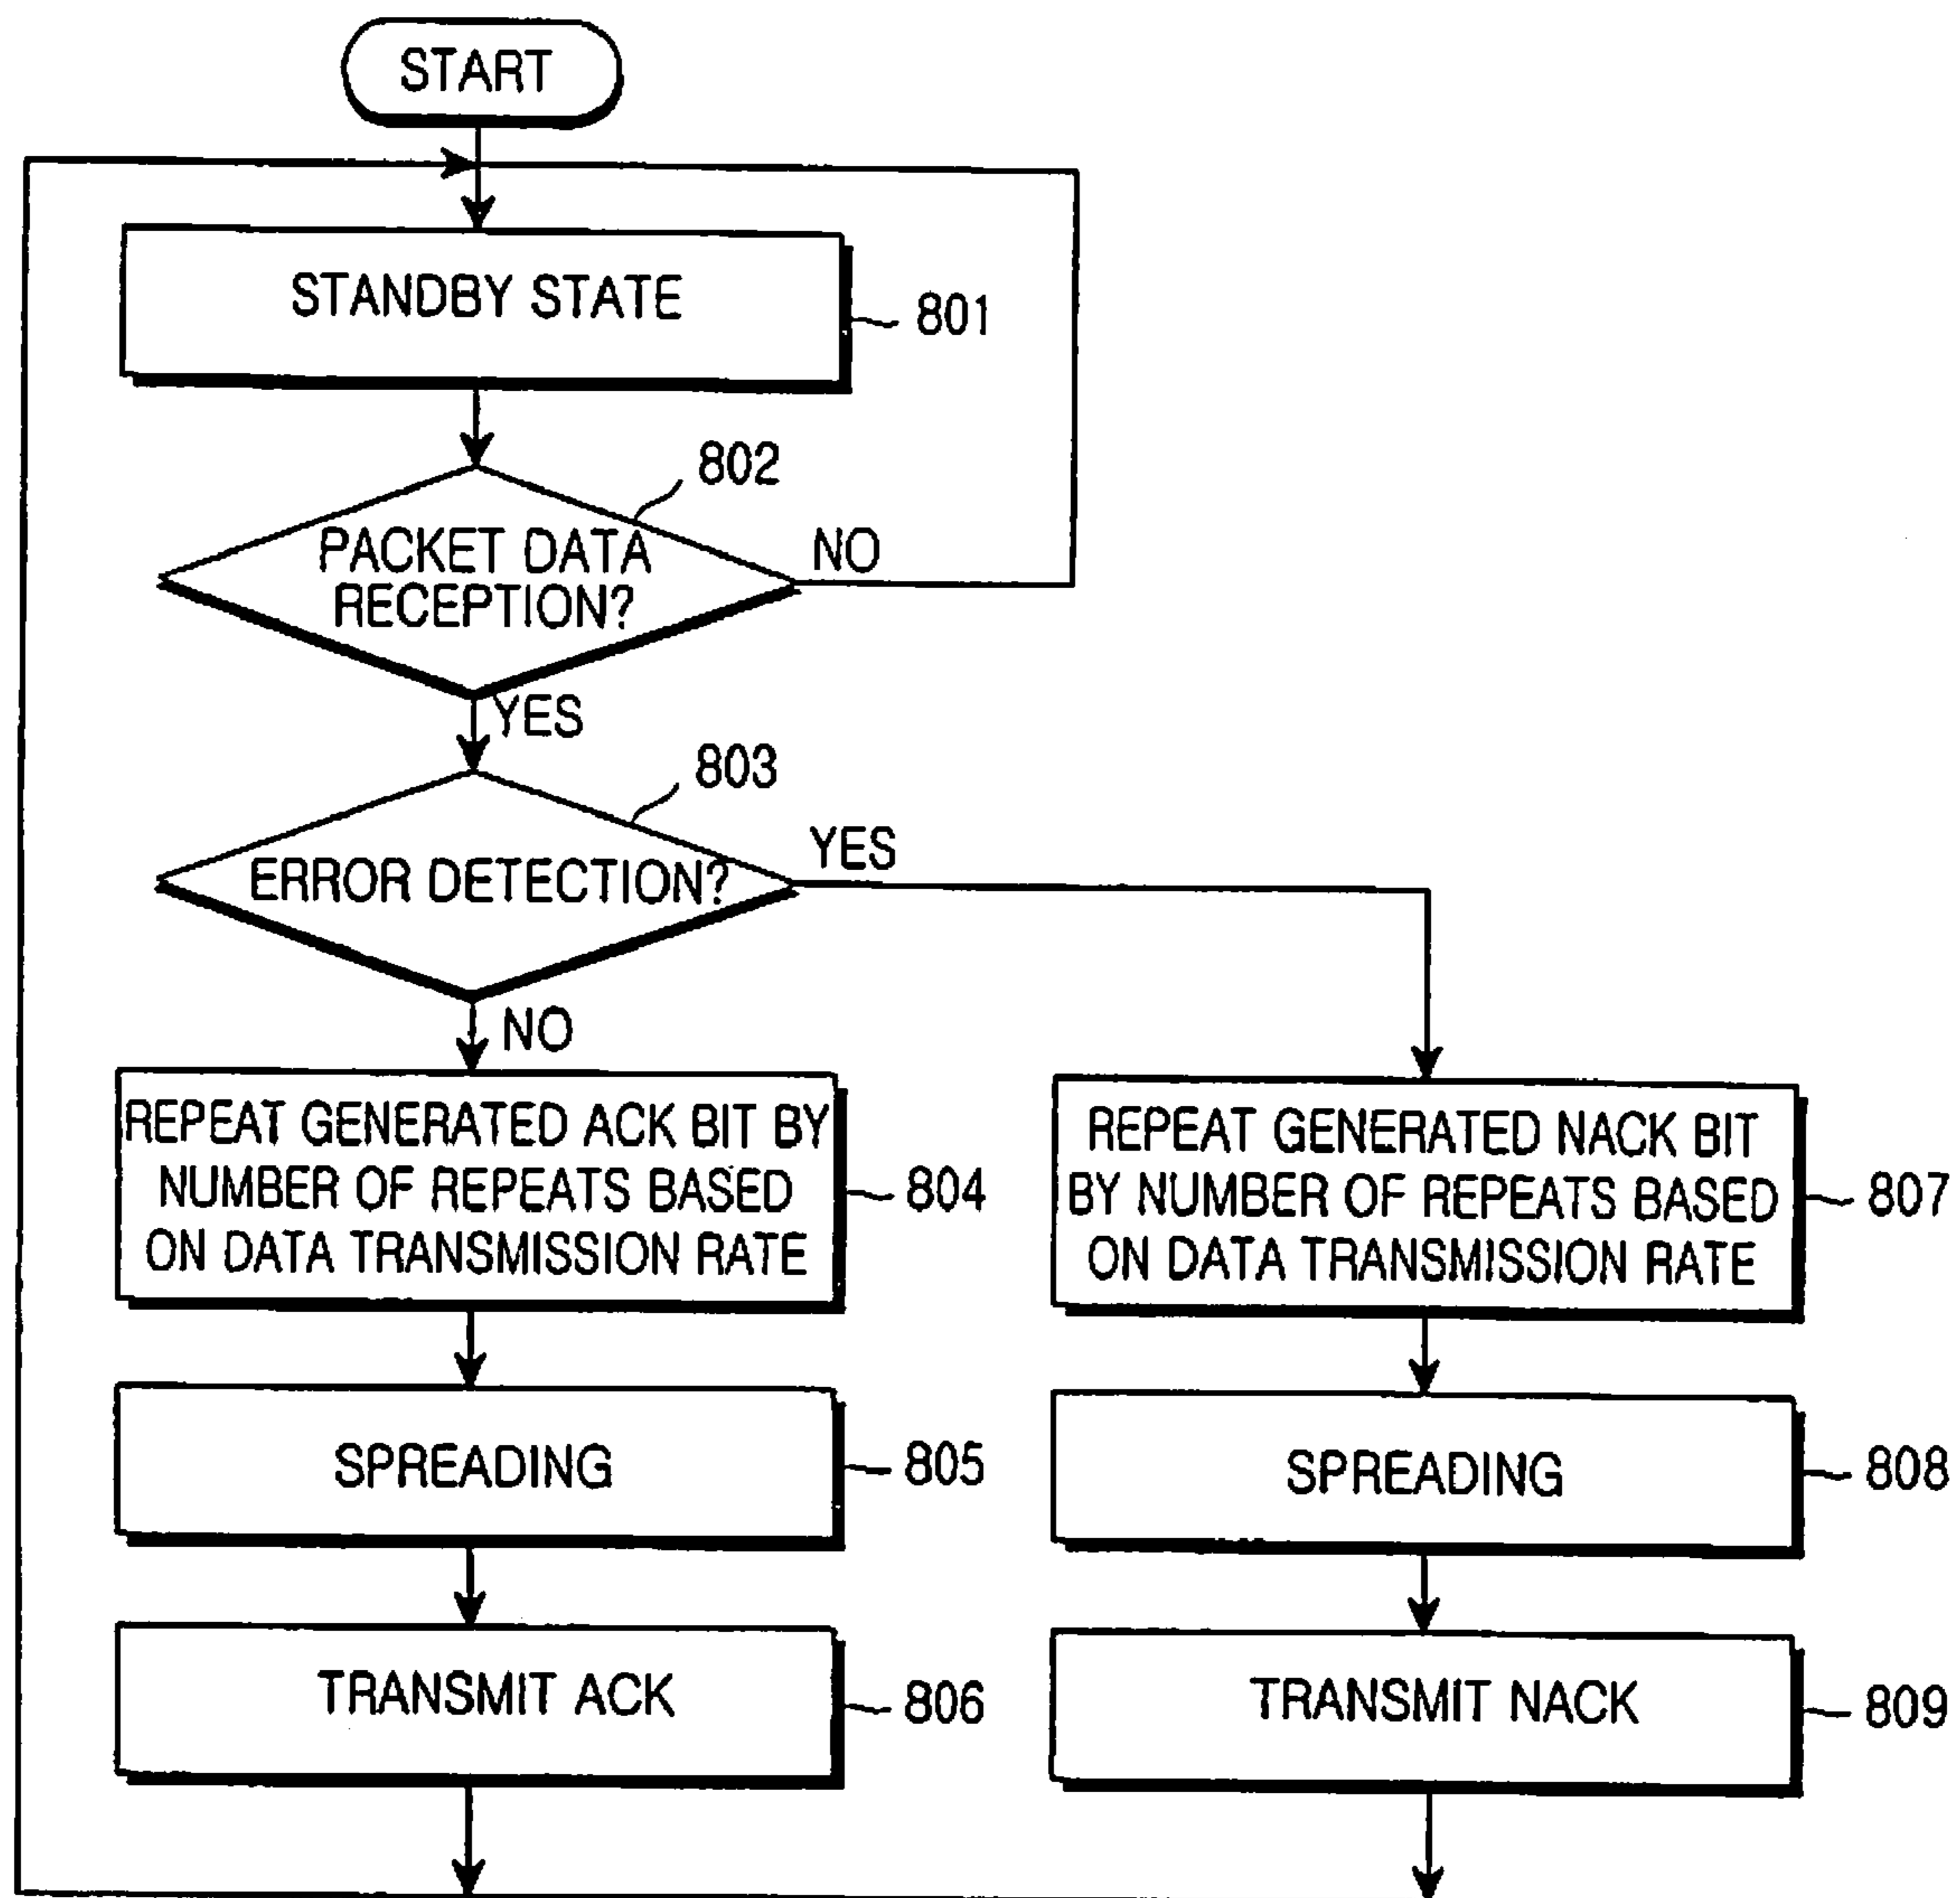 START
STANDBY STATE
801
802
PACKET DATA
RECEPTION?
NO
YES
803
ERROR DETECTION?
YES
NO
REPEAT GENERATED ACK BIT BY
NUMBER OF REPEATS BASED
ON DATA TRANSMISSION RATE
804
REPEAT GENERATED NACK BIT
BY NUMBER OF REPEATS BASED
ON DATA TRANSMISSION RATE
807
SPREADING
805
SPREADING
808
TRANSMIT ACK
806
TRANSMIT NACK
809